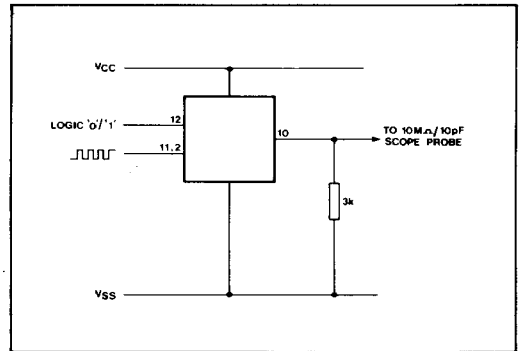 VCC
LOGIC '0'/'1'
12
11,2
10
TO 10MΩ/10pF
SCOPE PROBE
3k
VSS